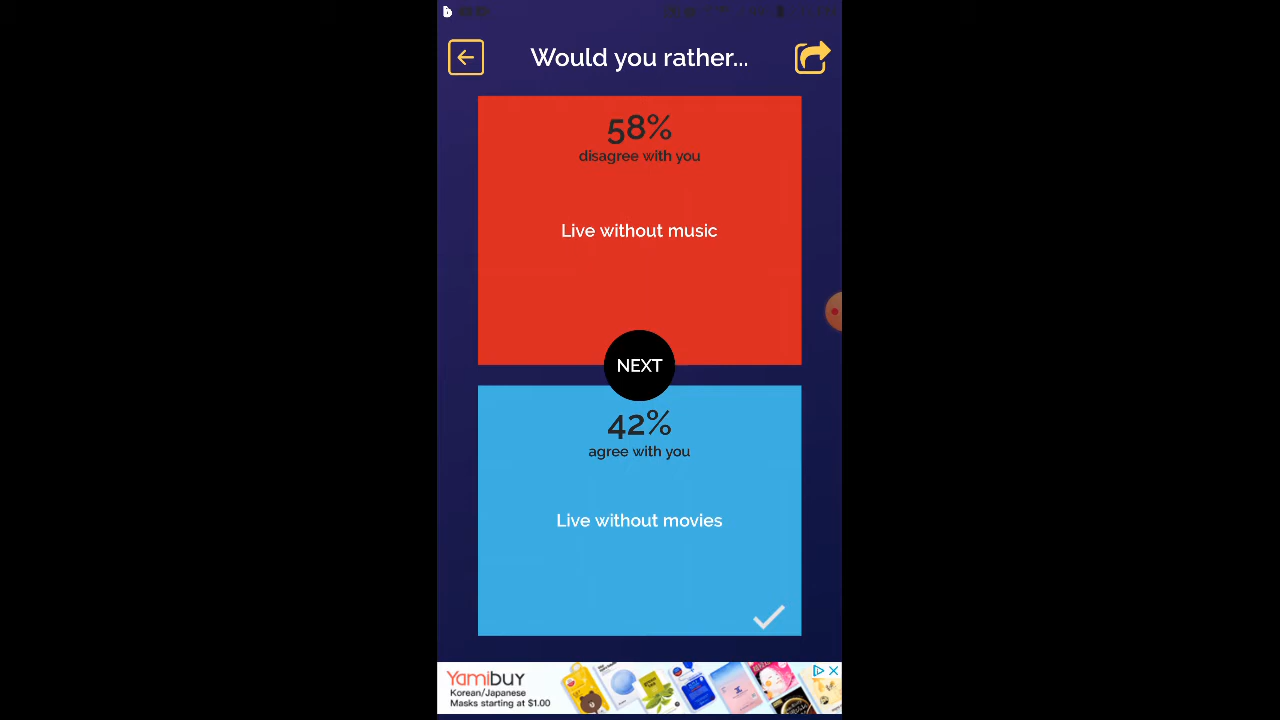 Would you rather...
58%
disagree with you
Live without music
NEXT
42%
agree with you
Live without movies
Yamibuy
Korean/Japanese
Masks starting at $1.00